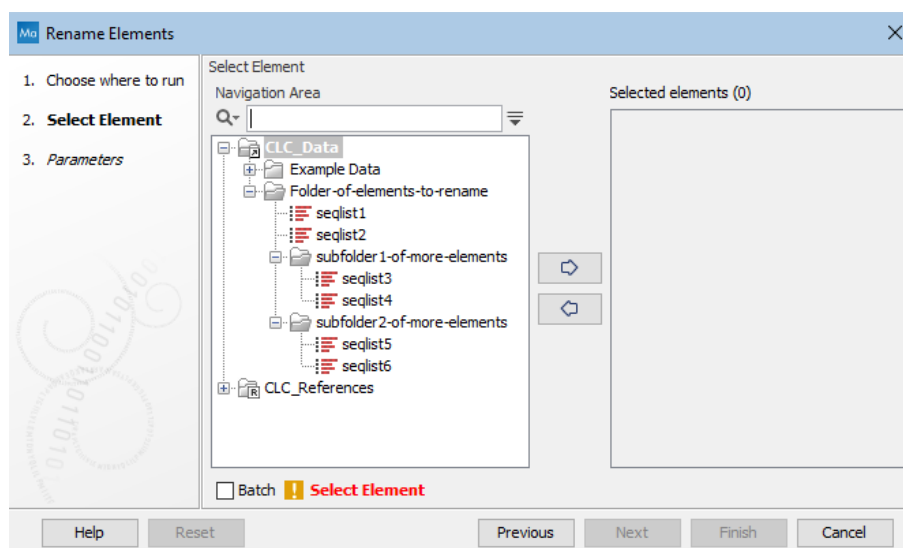 Ma Rename Elements
1. Choose where to run
2. Select Element
3. Parameters
Select Element
Navigation Area
Selected elements (0)
CLC_Data
Example Data
Folder-of-elements-to-rename
seqlist1
seqlist2
subfolder1-of-more-elements
seqlist3
seqlist4
subfolder2-of-more-elements
seqlist5
seqlist6
R CLC_References
Batch ! Select Element
Help Reset Previous Next Finish Cancel